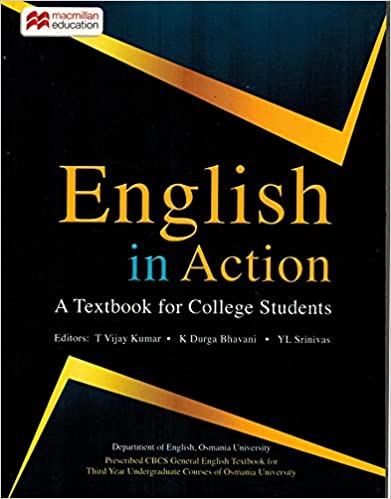 macmillan
education
English
in Action
A Textbook for College Students
Editors: T Vijay Kumar • K Durga Bhavani • YL Srinivas
Department of English, Osmania University
Prescribed CBCS General English Textbook for
Third Year Undergraduate Courses of Osmania University